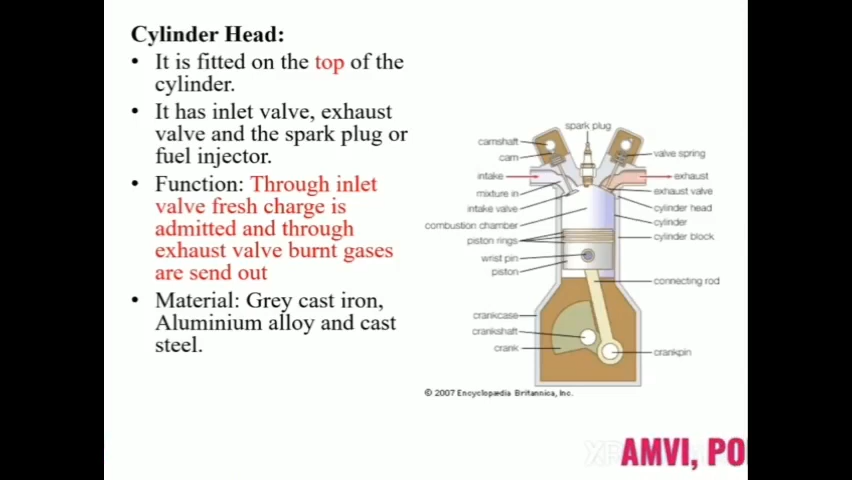 Cylinder Head:
• It is fitted on the top of the
cylinder.
• It has inlet valve, exhaust
valve and the spark plug or
fuel injector.
• Function: Through inlet
valve fresh charge is
admitted and through
exhaust valve burnt gases
are send out
• Material: Grey cast iron,
Aluminium alloy and cast
steel.
spark plug
camshaft
cam
valve spring
intake
exhaust
mixture in
exhaust valve
intake valve
cylinder head
combustion chamber
cylinder
piston rings
cylinder block
wrist pin
piston
connecting rod
crankcase
crankshaft
crank
crankpin
© 2007 Encyclopædia Britannica, Inc.
AMVI, PO